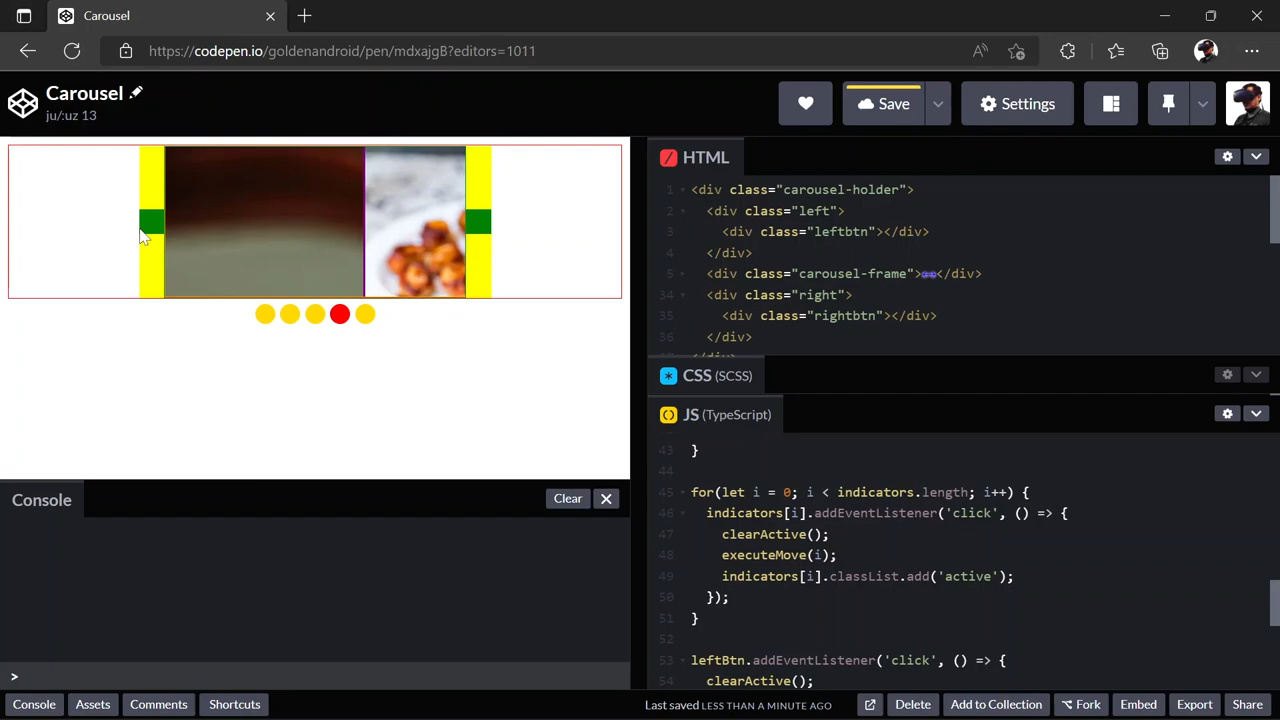 Carousel
https://codepen.io/goldenandroid/pen/mdxajgB?editors=1011
Carousel
ju/:uz 13
Save
Settings
HTML
1 <div class="carousel-holder">
2 <div class="left">
3 <div class="leftbtn"></div>
4 </div>
5 <div class="carousel-frame"></div>
34 <div class="right">
35 <div class="rightbtn"></div>
36 </div>
CSS (SCSS)
JS (TypeScript)
43 }
44
45 for(let i = 0; i < indicators.length; i++) {
46 indicators[i].addEventListener('click', () => {
47 clearActive();
48 executeMove(i);
49 indicators[i].classList.add('active');
50 });
51 }
52
53 leftBtn.addEventListener('click', () => {
54 clearActive();
Console
Clear
>
Console
Assets
Comments
Shortcuts
Last saved LESS THAN A MINUTE AGO
Delete
Add to Collection
Fork
Embed
Export
Share